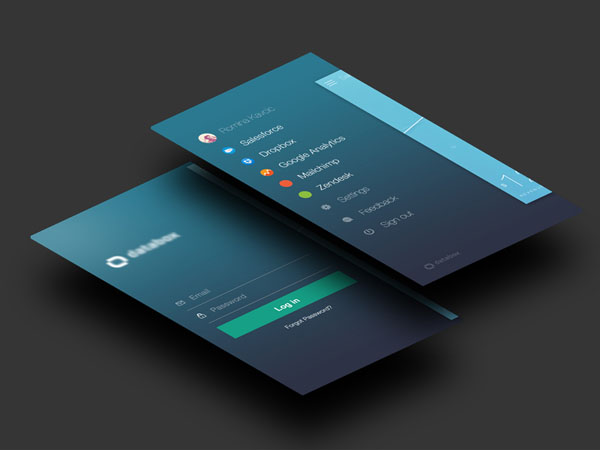 Romina Kavcic
Salesforce
Dropbox
Google Analytics
Mailchimp
Zendesk
Settings
Feedback
Sign out
databox
databox
Email
Password
Log in
Forgot Password?